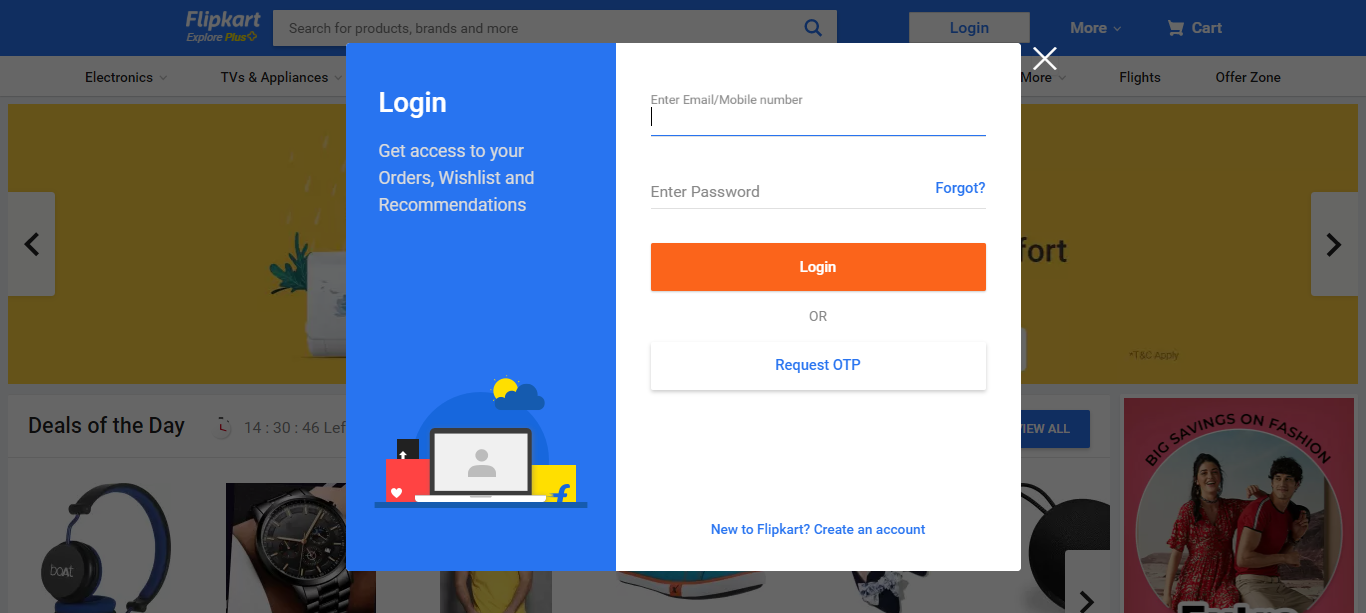 Flipkart
Explore Plus
Search for products, brands and more
Login
More
Cart
Electronics
TVs & Appliances
More
Flights
Offer Zone
Login
Get access to your
Orders, Wishlist and
Recommendations
Enter Email/Mobile number
Enter Password
Forgot?
Login
OR
Request OTP
New to Flipkart? Create an account
*T&C Apply
Deals of the Day
14 : 30 : 46 Lef
VIEW ALL
BIG SAVINGS ON FASHION
boAt
f